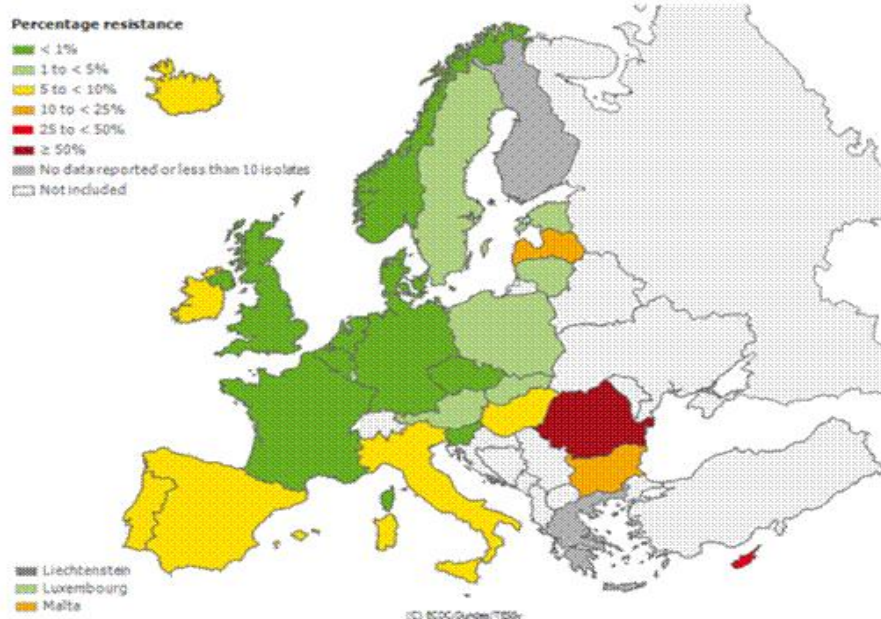 Percentage resistance
< 1%
1 to < 5%
5 to < 10%
10 to < 25%
25 to < 50%
≥ 50%
No data reported or less than 10 isolates
Not included
Liechtenstein
Luxembourg
Malta
(C) ECDC/Dundas/TESSy